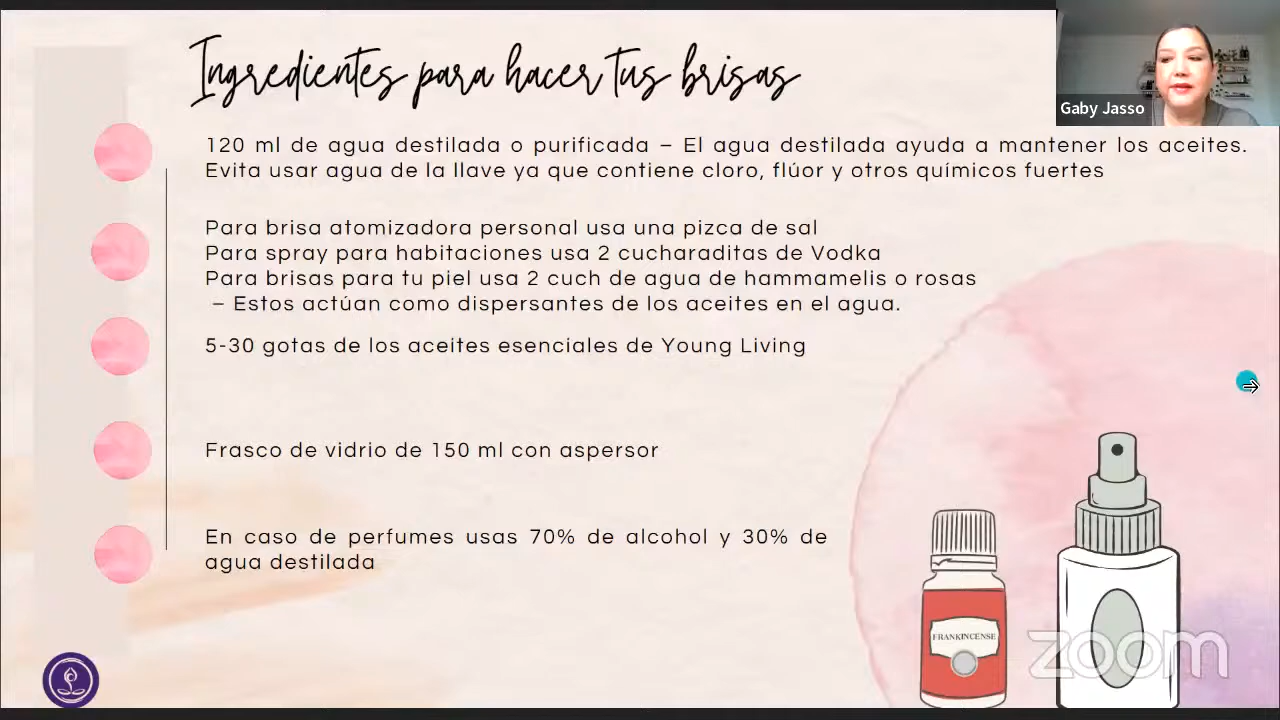 Ingredientes para hacer tus brisas
Gaby Jasso
120 ml de agua destilada o purificada – El agua destilada ayuda a mantener los aceites.
Evita usar agua de la llave ya que contiene cloro, flúor y otros químicos fuertes
Para brisa atomizadora personal usa una pizca de sal
Para spray para habitaciones usa 2 cucharaditas de Vodka
Para brisas para tu piel usa 2 cuch de agua de hammamelis o rosas
– Estos actúan como dispersantes de los aceites en el agua.
5-30 gotas de los aceites esenciales de Young Living
Frasco de vidrio de 150 ml con aspersor
En caso de perfumes usas 70% de alcohol y 30% de
agua destilada
FRANKINCENSE
zoom